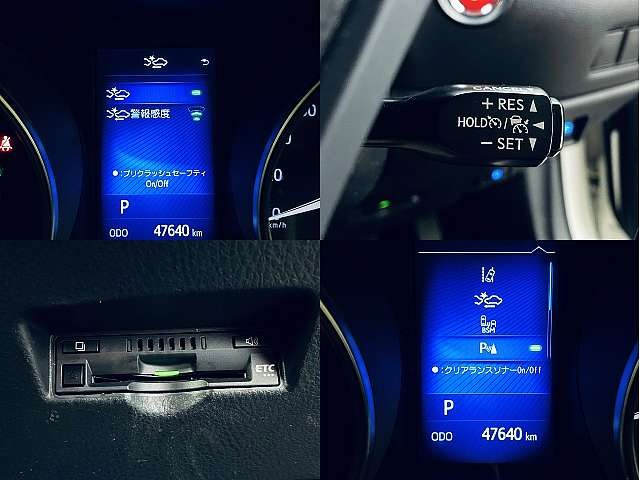 警報感度
●:プリクラッシュセーフティ
On/Off
P
ODO 47640 km
km/h
CANCEL
+ RES ▲
HOLD / ◀
− SET ▼
ETC
BSM
P
●:クリアランスソナーOn/Off
P
ODO 47640 km